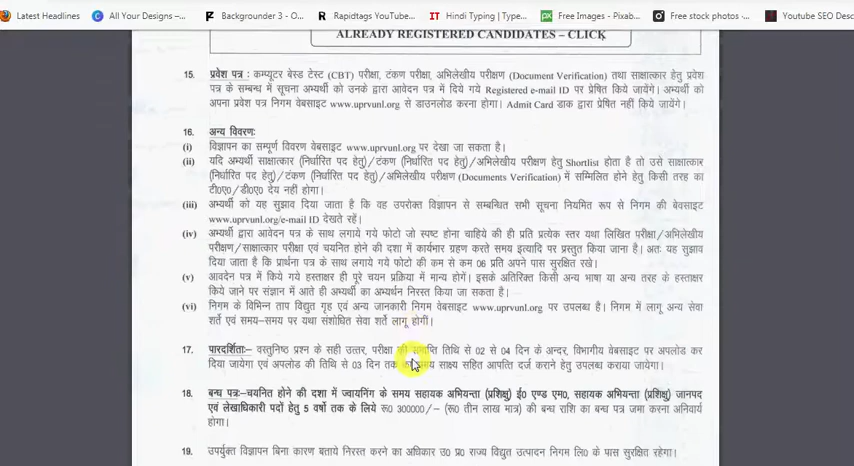 Latest Headlines All Your Designs –... Backgrounder 3 - O... Rapidtags YouTube... Hindi Typing | Type... Free Images - Pixab... Free stock photos ·... Youtube SEO Desc
ALREADY REGISTERED CANDIDATES – CLICK
15. प्रवेश पत्र : कम्प्यूटर बेस्ड टेस्ट (CBT) परीक्षा, टंकण परीक्षा, अभिलेखीय परीक्षण (Document Verification) तथा साक्षात्कार हेतु प्रवेश
पत्र के सम्बन्ध में सूचना अभ्यर्थी को उनके द्वारा आवेदन पत्र में दिये गये Registered e-mail ID पर प्रेषित किये जायेंगे। अभ्यर्थी को
अपना प्रवेश पत्र निगम वेबसाइट www.uprvunl.org से डाउनलोड करना होगा। Admit Card डाक द्वारा प्रेषित नहीं किये जायेंगे।
16. अन्य विवरणः
(i) विज्ञापन का सम्पूर्ण विवरण वेबसाइट www.uprvunl.org पर देखा जा सकता है।
(ii) यदि अभ्यर्थी साक्षात्कार (निर्धारित पद हेतु)/टंकण (निर्धारित पद हेतु)/अभिलेखीय परीक्षण हेतु Shortlist होता है तो उसे साक्षात्कार
(निर्धारित पद हेतु)/टंकण (निर्धारित पद हेतु)/अभिलेखीय परीक्षण (Documents Verification) में सम्मिलित होने हेतु किसी तरह का
टी०ए०/डी०ए० देय नहीं होगा।
(iii) अभ्यर्थी को यह सुझाव दिया जाता है कि वह उपरोक्त विज्ञापन से सम्बन्धित सभी सूचना नियमित रूप से निगम की बेवसाइट
www.uprvunl.org/e-mail ID देखते रहें।
(iv) अभ्यर्थी द्वारा आवेदन पत्र के साथ लगाये गये फोटो जो स्पष्ट होना चाहिये की ही प्रति प्रत्येक स्तर यथा लिखित परीक्षा/अभिलेखीय
परीक्षण/साक्षात्कार परीक्षा एवं चयनित होने की दशा में कार्यभार ग्रहण करते समय इत्यादि पर प्रस्तुत किया जाना है। अतः यह सुझाव
दिया जाता है कि प्रार्थना पत्र के साथ लगाये गये फोटो की कम से कम 06 प्रति अपने पास सुरक्षित रखे।
(v) आवदेन पत्र में किये गये हस्ताक्षर ही पूरे चयन प्रक्रिया में मान्य होगें। इसके अतिरिक्त किसी अन्य भाषा या अन्य तरह के हस्ताक्षर
किये जाने पर संज्ञान में आते ही अभ्यर्थी का अभ्यर्थन निरस्त किया जा सकता है।
(vi) निगम के विभिन्न ताप विद्युत गृह एवं अन्य जानकारी निगम वेबसाइट www.uprvunl.org पर उपलब्ध है। निगम में लागू अन्य सेवा
शर्ते एवं समय-समय पर यथा संशोधित सेवा शर्ते लागू होगीं।
17. पारदर्शिताः– वस्तुनिष्ठ प्रश्न के सही उत्तर, परीक्षा की समाप्ति तिथि से 02 से 04 दिन के अन्दर, विभागीय वेबसाइट पर अपलोड कर
दिया जायेगा एवं अपलोड की तिथि से 03 दिन तक समय साक्ष्य सहित आपत्ति दर्ज कराने हेतु उपलब्ध कराया जायेगा।
18. बन्ध पत्रः–चयनित होने की दशा में ज्वायनिंग के समय सहायक अभियन्ता (प्रशिक्षु) ई० एण्ड एम०, सहायक अभियन्ता (प्रशिक्षु) जानपद
एवं लेखाधिकारी पदों हेतु 5 वर्षो तक के लिये रू० 300000/– (रू० तीन लाख मात्र) की बन्ध राशि का बन्ध पत्र जमा करना अनिवार्य
होगा।
19. उपर्युक्त विज्ञापन बिना कारण बताये निरस्त करने का अधिकार उ० प्र० राज्य विद्युत उत्पादन निगम लि० के पास सुरक्षित रहेगा।